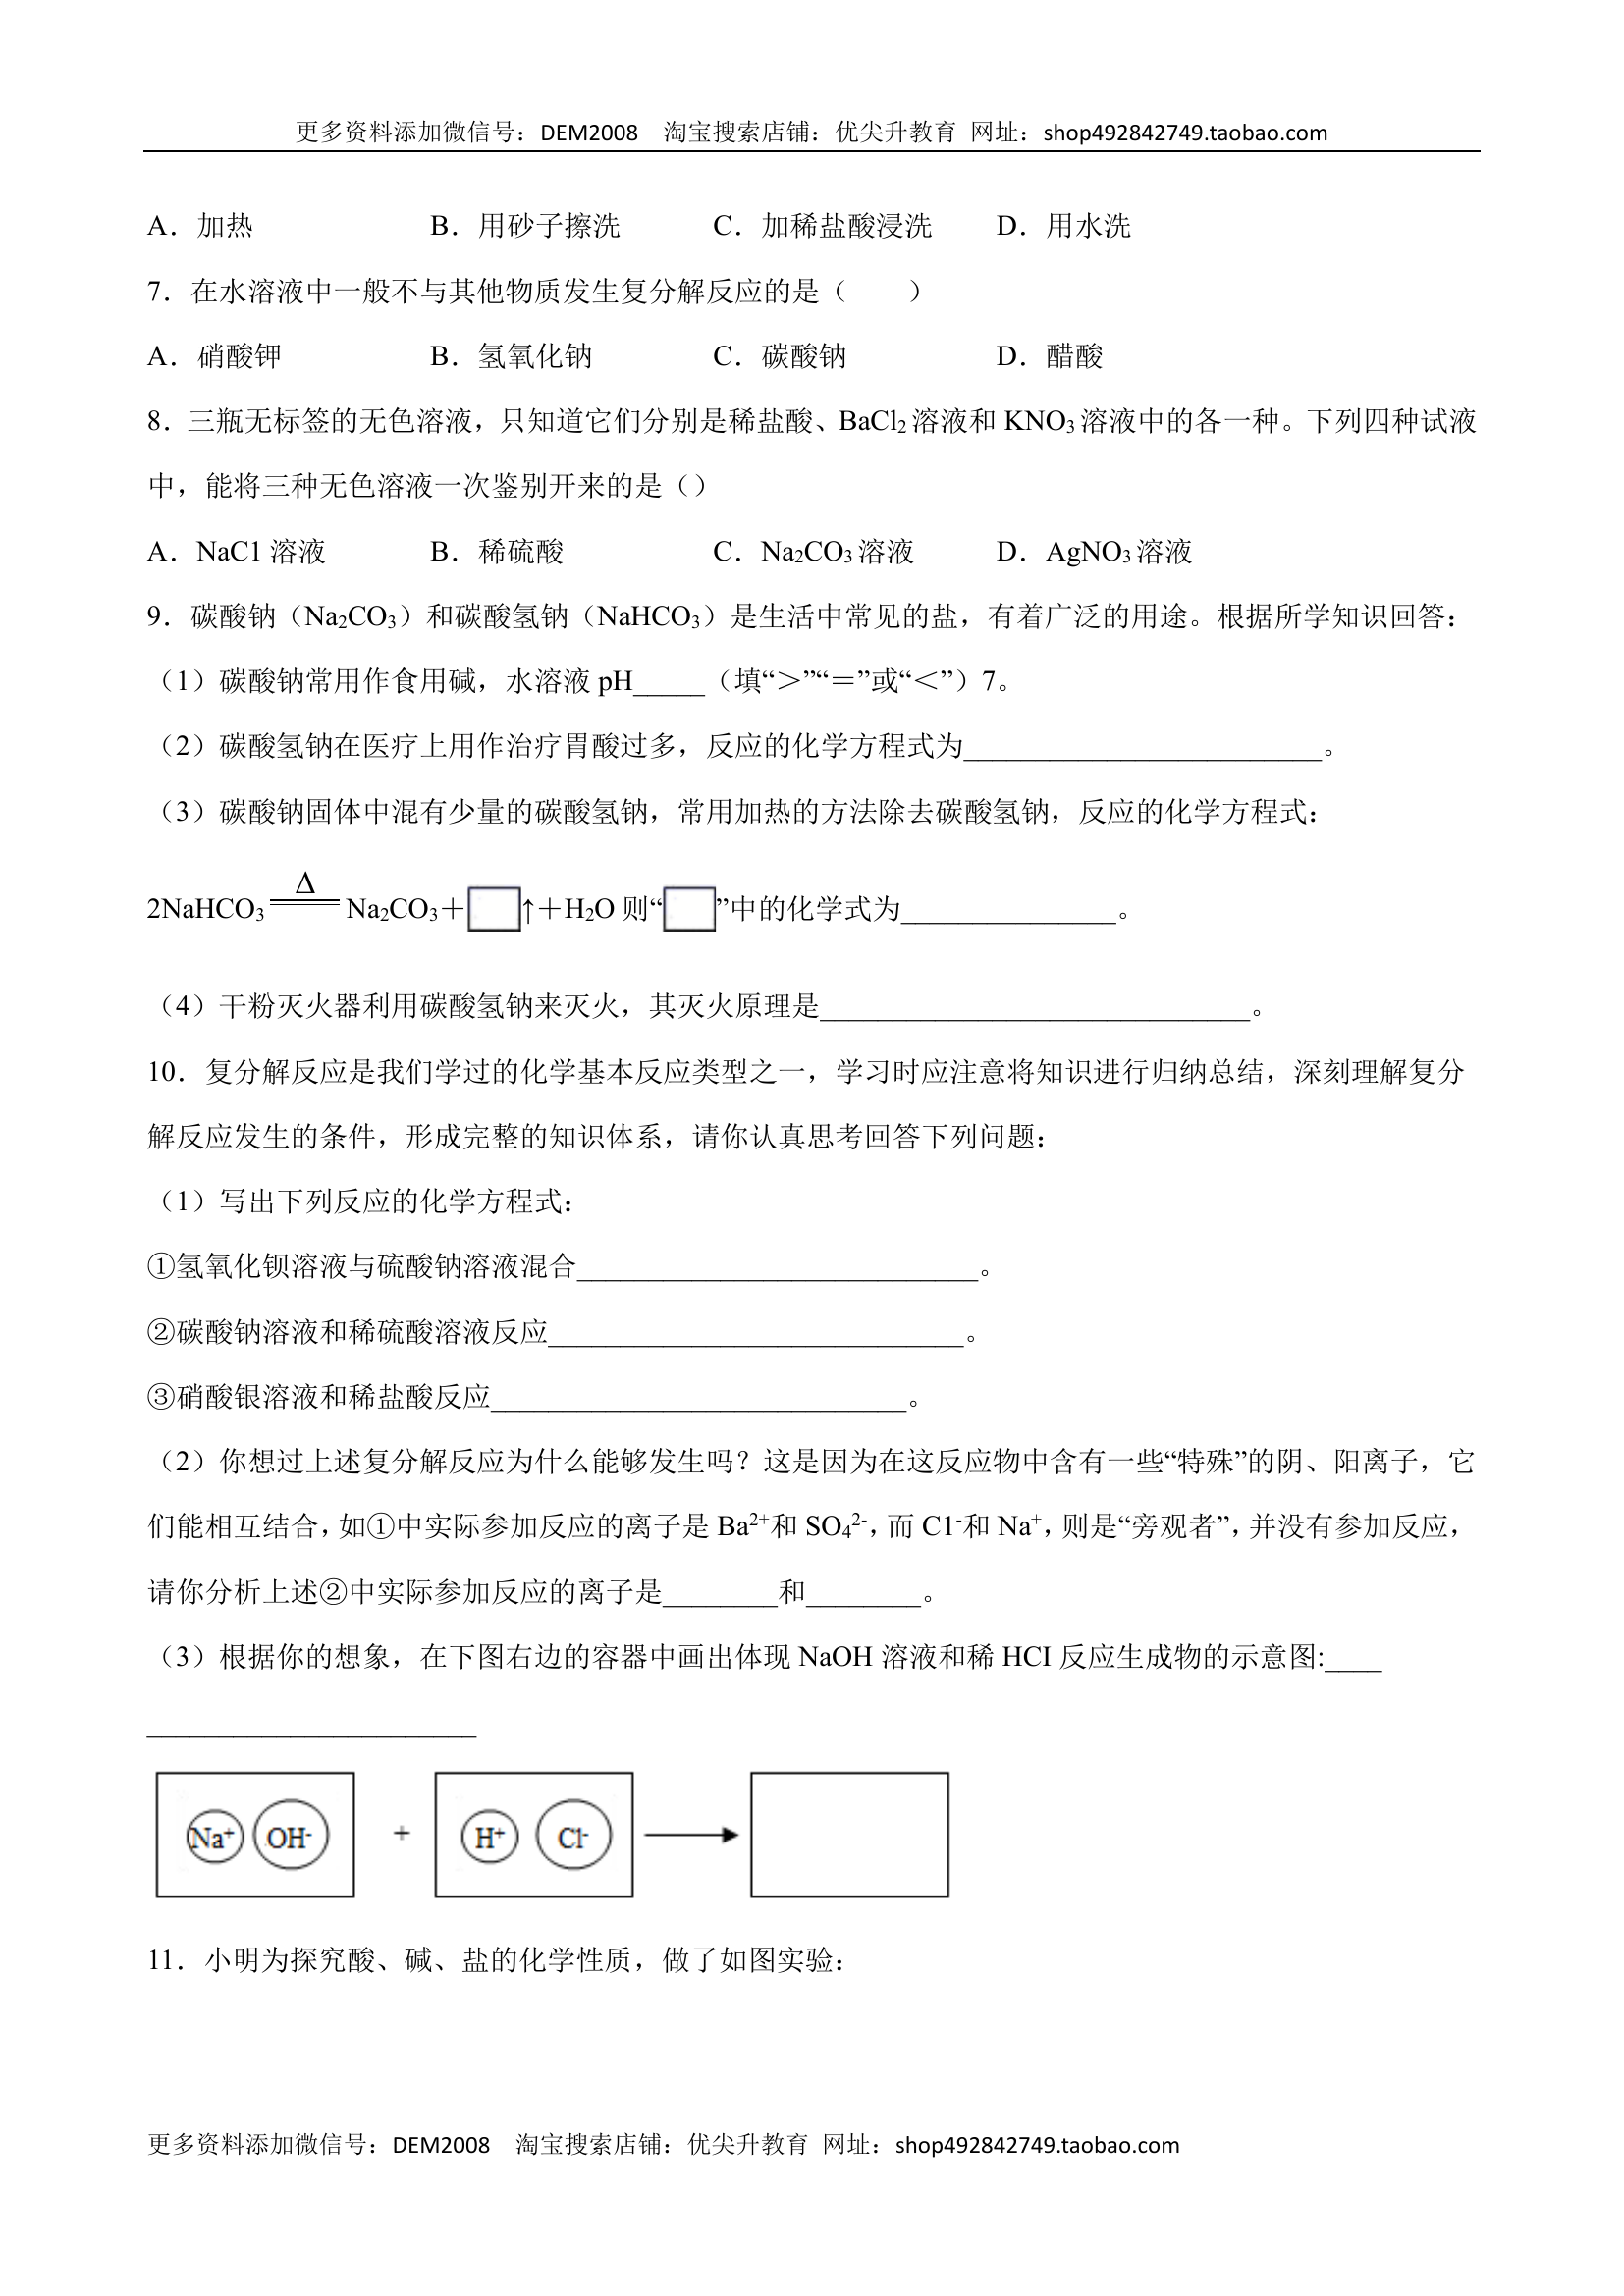 更多资料添加微信号：DEM2008 淘宝搜索店铺：优尖升教育 网址：shop492842749.taobao.com
A．加热 B．用砂子擦洗 C．加稀盐酸浸洗 D．用水洗
7．在水溶液中一般不与其他物质发生复分解反应的是（ ）
A．硝酸钾 B．氢氧化钠 C．碳酸钠 D．醋酸
8．三瓶无标签的无色溶液，只知道它们分别是稀盐酸、BaCl₂溶液和 KNO₃溶液中的各一种。下列四种试液
中，能将三种无色溶液一次鉴别开来的是（）
A．NaC1 溶液 B．稀硫酸 C．Na₂CO₃溶液 D．AgNO₃溶液
9．碳酸钠（Na₂CO₃）和碳酸氢钠（NaHCO₃）是生活中常见的盐，有着广泛的用途。根据所学知识回答：
（1）碳酸钠常用作食用碱，水溶液 pH_____（填“＞”“＝”或“＜”）7。
（2）碳酸氢钠在医疗上用作治疗胃酸过多，反应的化学方程式为_________________________。
（3）碳酸钠固体中混有少量的碳酸氢钠，常用加热的方法除去碳酸氢钠，反应的化学方程式：
Δ
2NaHCO₃ ═══ Na₂CO₃＋□↑＋H₂O 则“□”中的化学式为_______________。
（4）干粉灭火器利用碳酸氢钠来灭火，其灭火原理是______________________________。
10．复分解反应是我们学过的化学基本反应类型之一，学习时应注意将知识进行归纳总结，深刻理解复分
解反应发生的条件，形成完整的知识体系，请你认真思考回答下列问题：
（1）写出下列反应的化学方程式：
①氢氧化钡溶液与硫酸钠溶液混合____________________________。
②碳酸钠溶液和稀硫酸溶液反应_____________________________。
③硝酸银溶液和稀盐酸反应_____________________________。
（2）你想过上述复分解反应为什么能够发生吗？这是因为在这反应物中含有一些“特殊”的阴、阳离子，它
们能相互结合，如①中实际参加反应的离子是 Ba²⁺和 SO₄²⁻，而 C1⁻和 Na⁺，则是“旁观者”，并没有参加反应，
请你分析上述②中实际参加反应的离子是________和________。
（3）根据你的想象，在下图右边的容器中画出体现 NaOH 溶液和稀 HCI 反应生成物的示意图:____
_______________________
Na⁺ OH⁻ + H⁺ Cl⁻
11．小明为探究酸、碱、盐的化学性质，做了如图实验：
更多资料添加微信号：DEM2008 淘宝搜索店铺：优尖升教育 网址：shop492842749.taobao.com